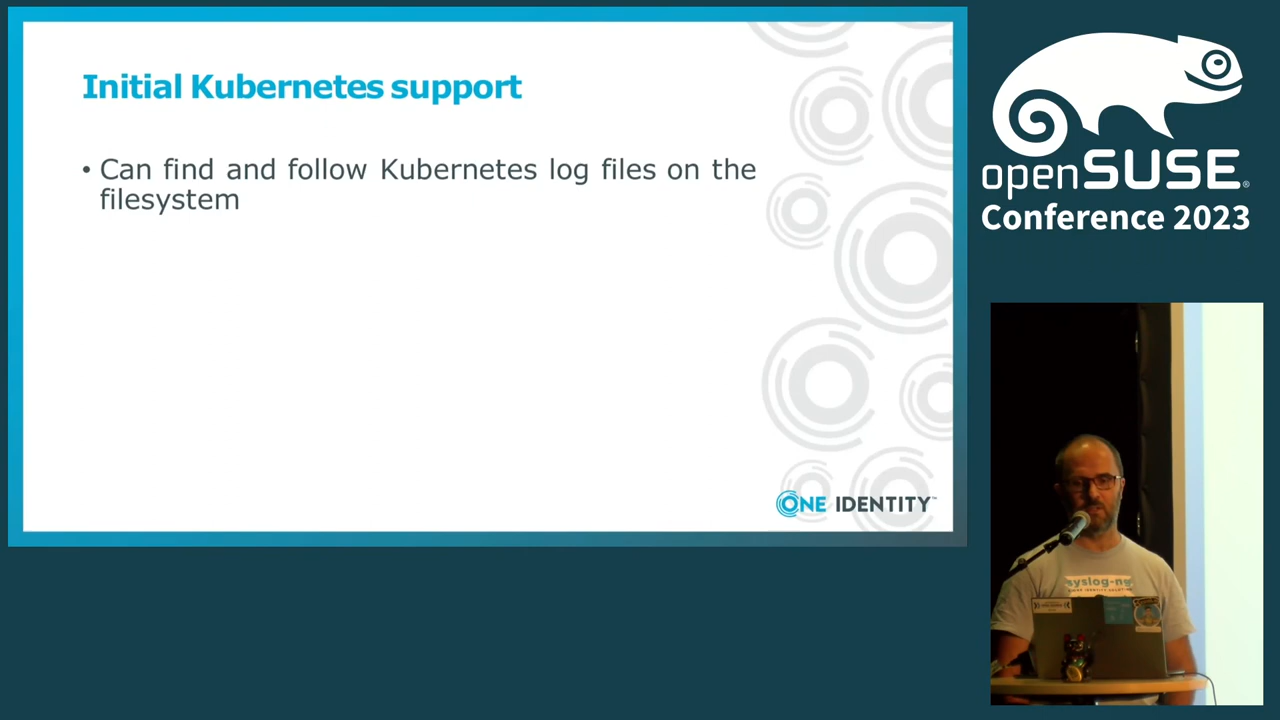 Initial Kubernetes support
• Can find and follow Kubernetes log files on the
filesystem
ONE IDENTITY™
openSUSE®
Conference 2023
syslog-ng